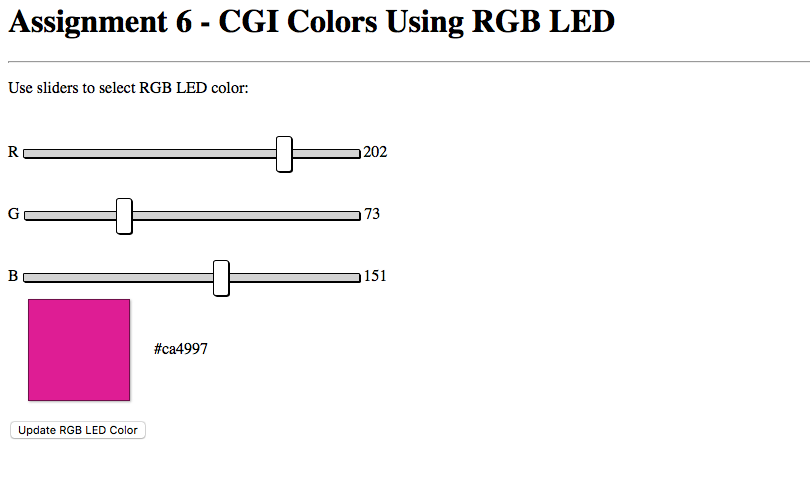 Assignment 6 - CGI Colors Using RGB LED
Use sliders to select RGB LED color:
R 202
G 73
B 151
#ca4997
Update RGB LED Color